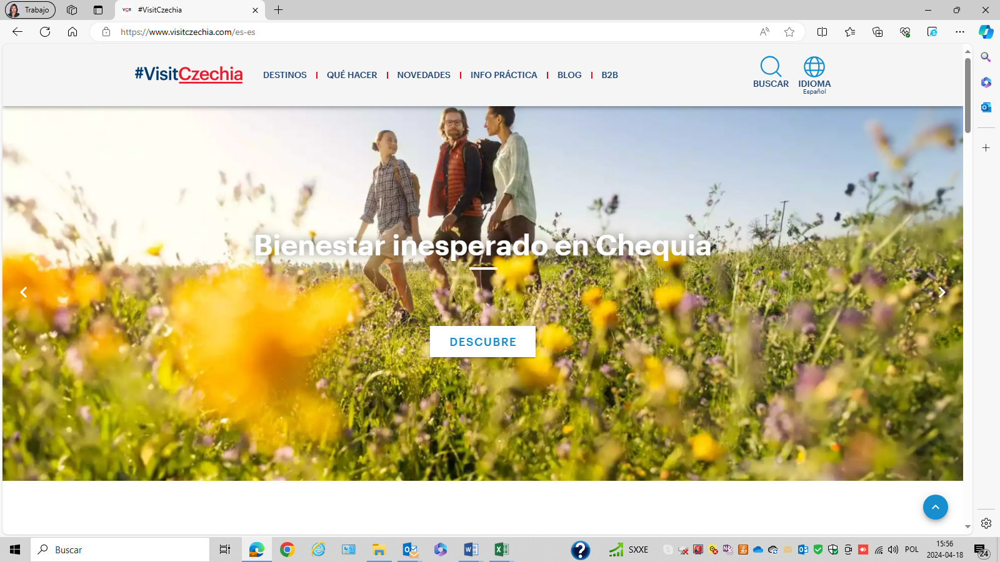 Trabajo
VCR
#VisitCzechia
https://www.visitczechia.com/es-es
#VisitCzechia
DESTINOS
QUÉ HACER
NOVEDADES
INFO PRÁCTICA
BLOG
B2B
BUSCAR
IDIOMA
Español
Bienestar inesperado en Chequia
DESCUBRE
Buscar
SXXE
POL
15:56
2024-04-18
24